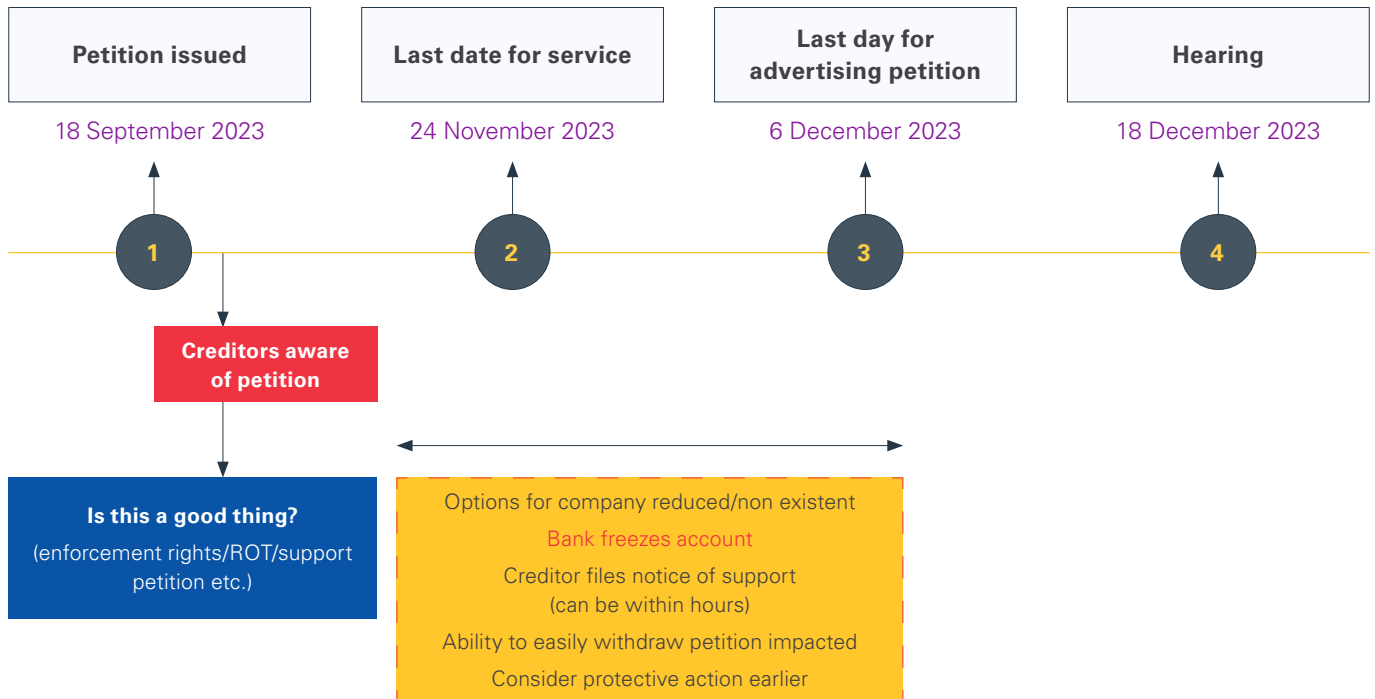 Petition issued
Last date for service
Last day for
advertising petition
Hearing
18 September 2023
24 November 2023
6 December 2023
18 December 2023
1
2
3
4
Creditors aware
of petition
Is this a good thing?
(enforcement rights/ROT/support
petition etc.)
Options for company reduced/non existent
Bank freezes account
Creditor files notice of support
(can be within hours)
Ability to easily withdraw petition impacted
Consider protective action earlier